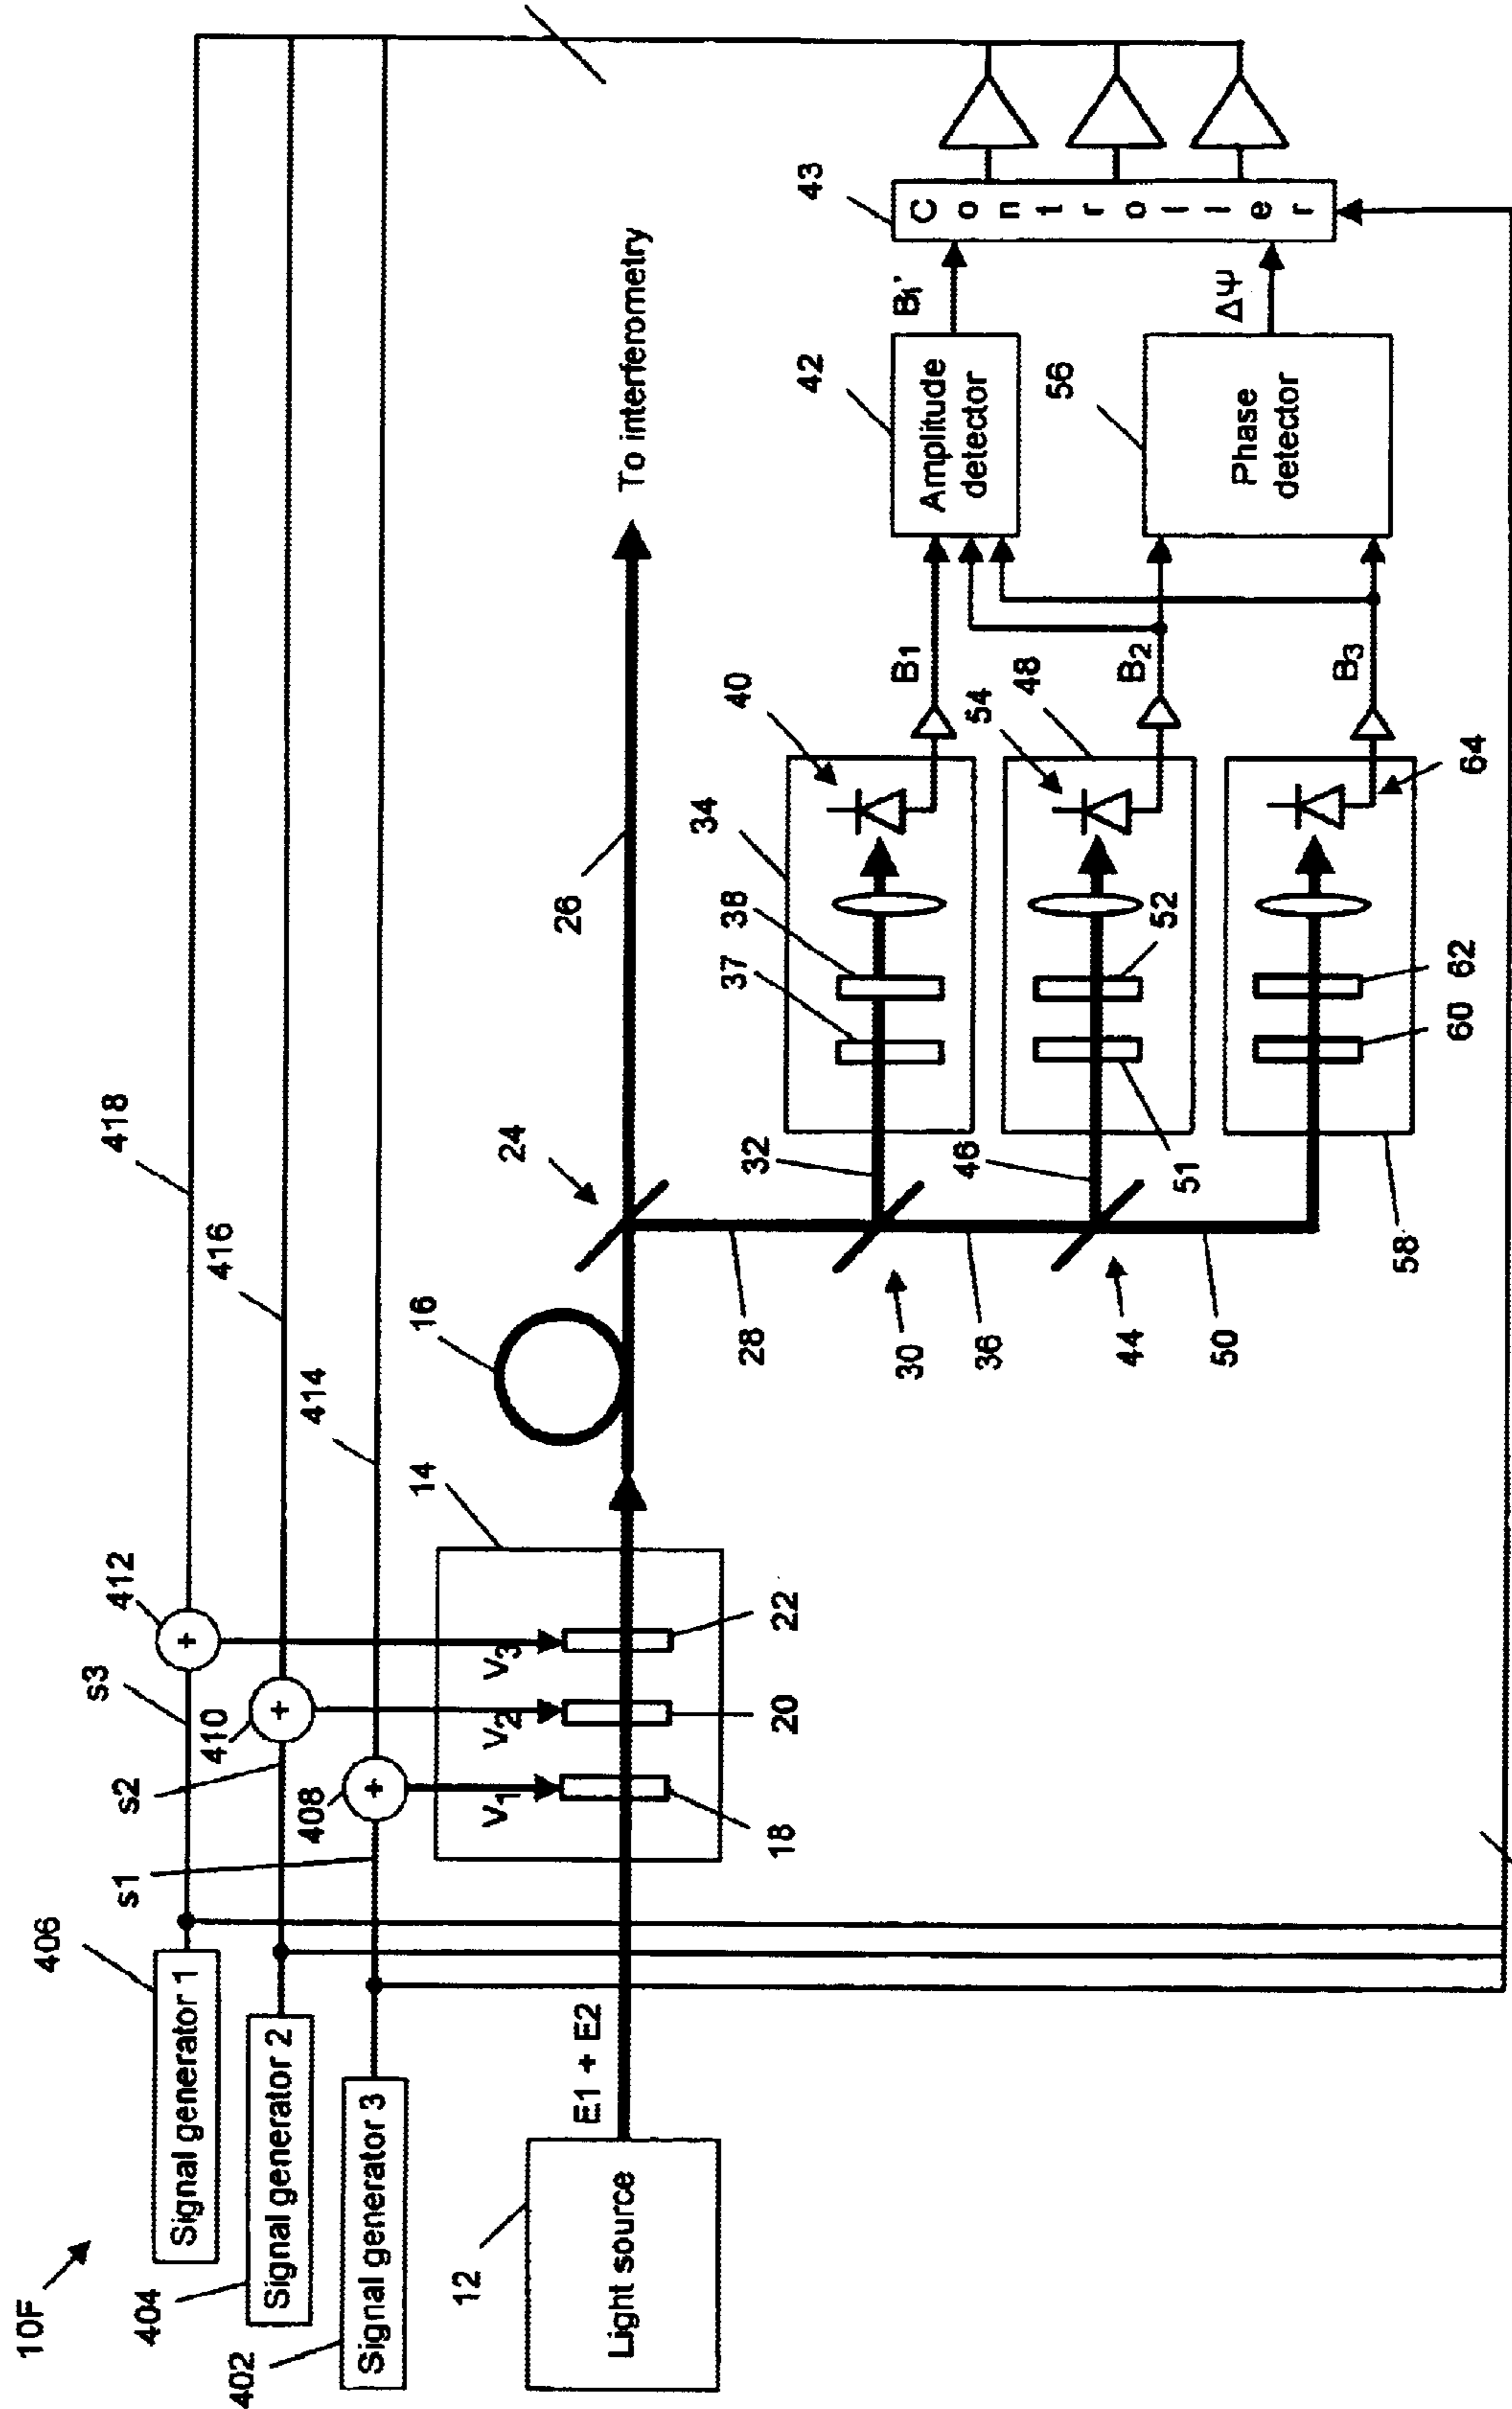 10F
406
Signal generator 1
404
Signal generator 2
402
Signal generator 3
s3
s2
s1
412
410
408
418
416
414
+
+
+
12
Light source
E1 + E2
14
V1
V2
V3
18
20
22
16
24
26
To interferometry
28
30
32
34
36
37
38
40
B1
42
Amplitude
detector
B1'
43
Controller
44
46
48
50
51
52
54
B2
56
Phase
detector
ΔΨ
58
60
62
64
B3